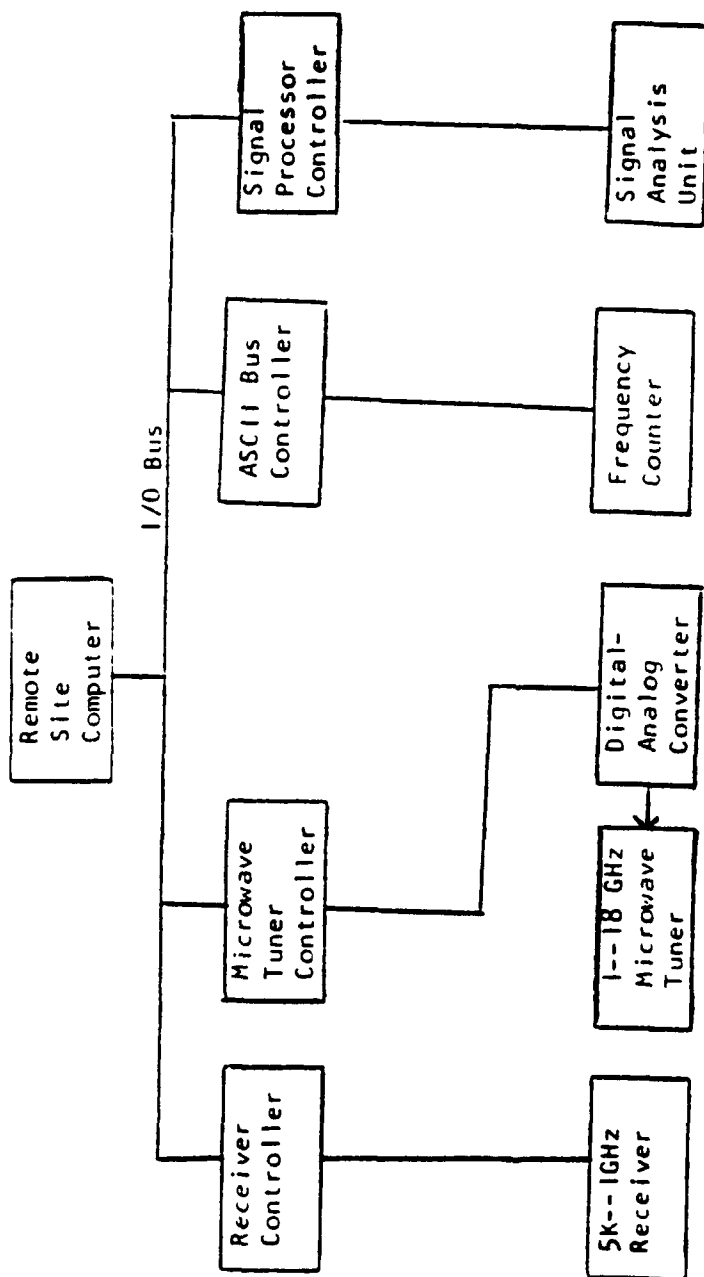 Remote
Site
Computer
I/O Bus
Receiver
Controller
Microwave
Tuner
Controller
ASCII Bus
Controller
Signal
Processor
Controller
5K--1GHz
Receiver
1--18 GHz
Microwave
Tuner
Digital-
Analog
Converter
Frequency
Counter
Signal
Analysis
Unit